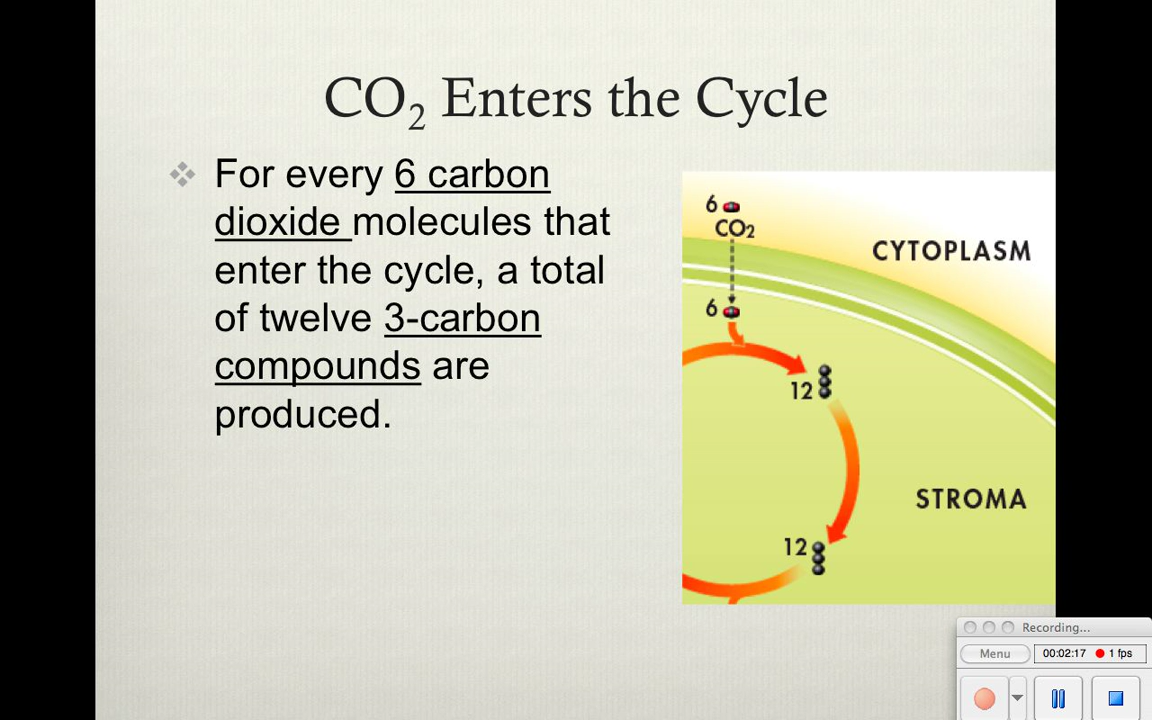 CO₂ Enters the Cycle
For every 6 carbon
dioxide molecules that
enter the cycle, a total
of twelve 3-carbon
compounds are
produced.
6
CO₂
CYTOPLASM
6
12
STROMA
12
Recording...
Menu
00:02:17 1 fps